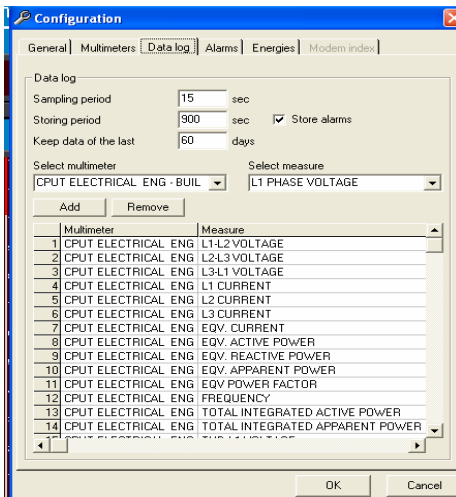 Configuration
General Multimeters Data log Alarms Energies Modem index
Data log
Sampling period 15 sec
Storing period 900 sec Store alarms
Keep data of the last 60 days
Select multimeter Select measure
CPUT ELECTRICAL ENG - BUIL L1 PHASE VOLTAGE
Add Remove
Multimeter Measure
1 CPUT ELECTRICAL ENG L1-L2 VOLTAGE
2 CPUT ELECTRICAL ENG L2-L3 VOLTAGE
3 CPUT ELECTRICAL ENG L3-L1 VOLTAGE
4 CPUT ELECTRICAL ENG L1 CURRENT
5 CPUT ELECTRICAL ENG L2 CURRENT
6 CPUT ELECTRICAL ENG L3 CURRENT
7 CPUT ELECTRICAL ENG EQV. CURRENT
8 CPUT ELECTRICAL ENG EQV. ACTIVE POWER
9 CPUT ELECTRICAL ENG EQV. REACTIVE POWER
10 CPUT ELECTRICAL ENG EQV. APPARENT POWER
11 CPUT ELECTRICAL ENG EQV POWER FACTOR
12 CPUT ELECTRICAL ENG FREQUENCY
13 CPUT ELECTRICAL ENG TOTAL INTEGRATED ACTIVE POWER
14 CPUT ELECTRICAL ENG TOTAL INTEGRATED APPARENT POWER
OK Cancel